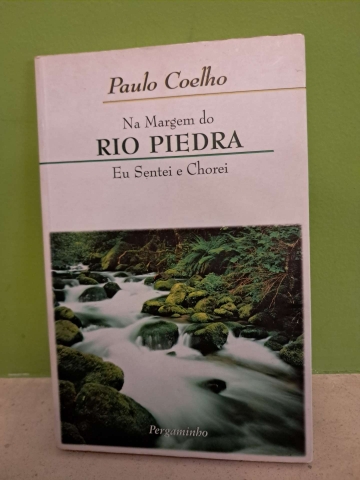 Paulo Coelho
Na Margem do
RIO PIEDRA
Eu Sentei e Chorei
Pergaminho